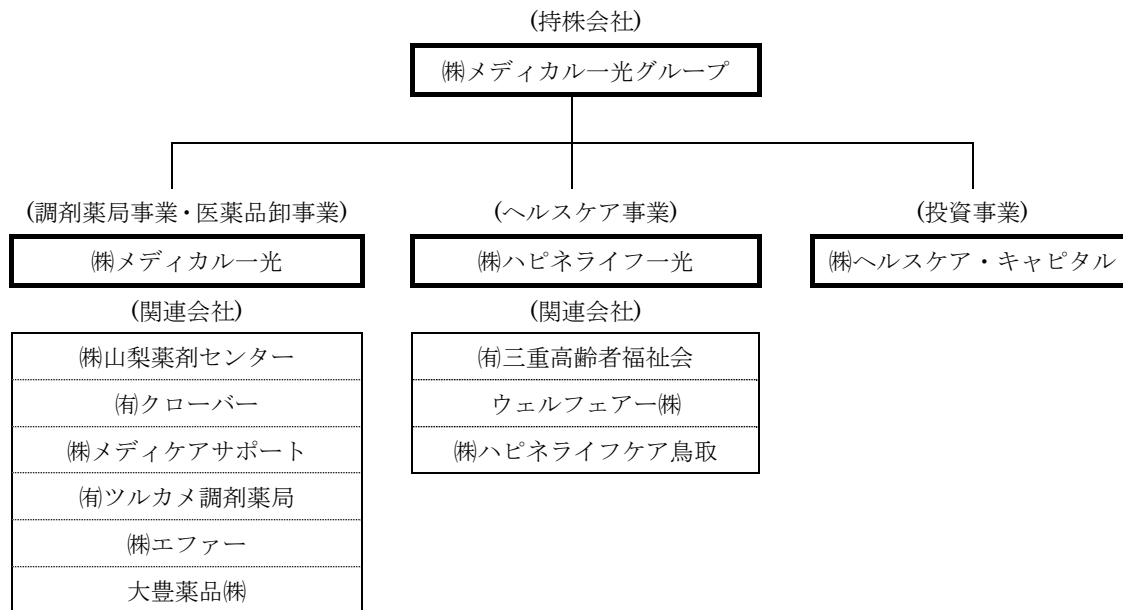 (持株会社)
㈱メディカル一光グループ
(調剤薬局事業・医薬品卸事業)
㈱メディカル一光
(関連会社)
㈱山梨薬剤センター
㈲クローバー
㈱メディケアサポート
㈲ツルカメ調剤薬局
㈱エファー
大豊薬品㈱
(ヘルスケア事業)
㈱ハピネライフ一光
(関連会社)
㈲三重高齢者福祉会
ウェルフェアー㈱
㈱ハピネライフケア鳥取
(投資事業)
㈱ヘルスケア・キャピタル